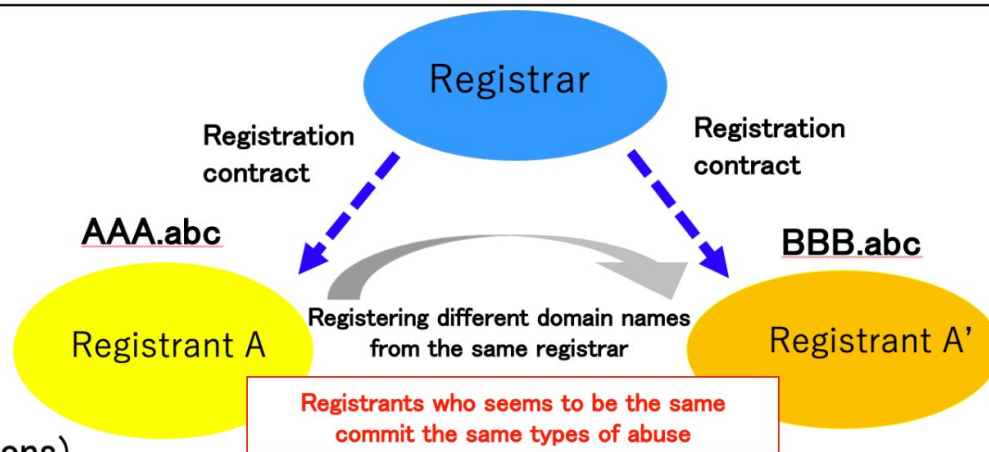 Registrar
Registration
contract
Registration
contract
AAA.abc
BBB.abc
Registrant A
Registering different domain names
from the same registrar
Registrant A’
Registrants who seems to be the same
commit the same types of abuse